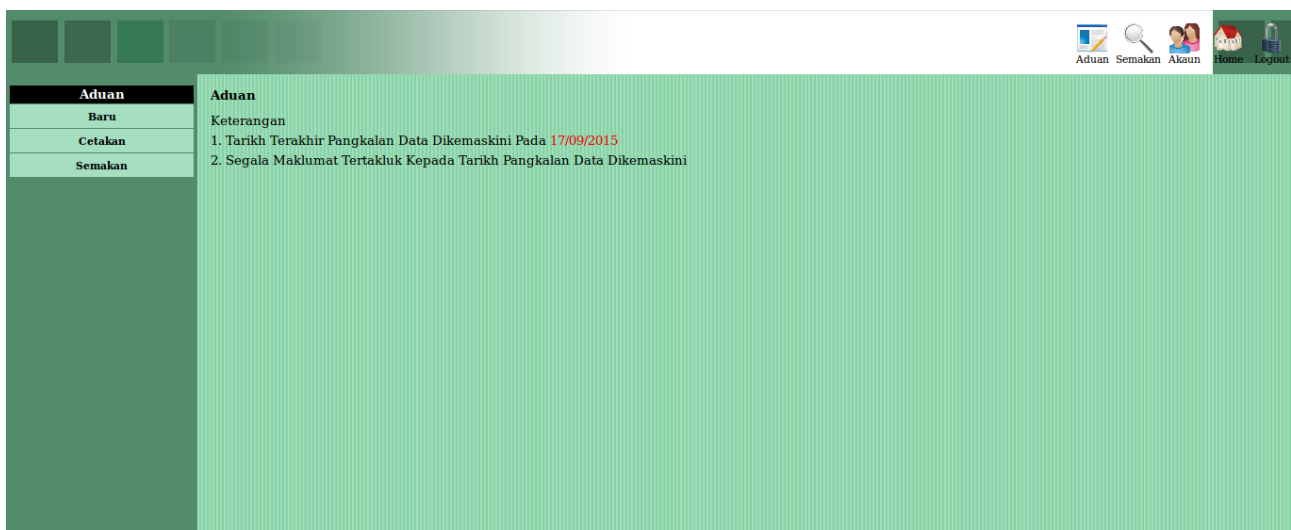 Aduan Semakan Akaun Home Logout
Aduan
Baru
Cetakan
Semakan
Aduan
Keterangan
1. Tarikh Terakhir Pangkalan Data Dikemaskini Pada 17/09/2015
2. Segala Maklumat Tertakluk Kepada Tarikh Pangkalan Data Dikemaskini